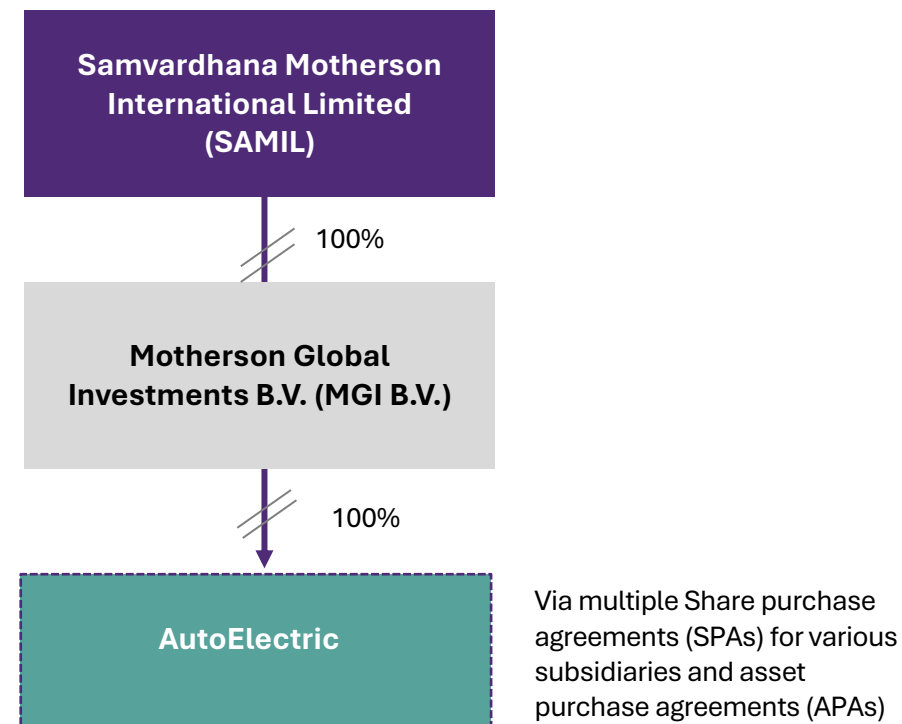 Samvardhana Motherson
International Limited
(SAMIL)
100%
Motherson Global
Investments B.V. (MGI B.V.)
100%
AutoElectric
Via multiple Share purchase
agreements (SPAs) for various
subsidiaries and asset
purchase agreements (APAs)